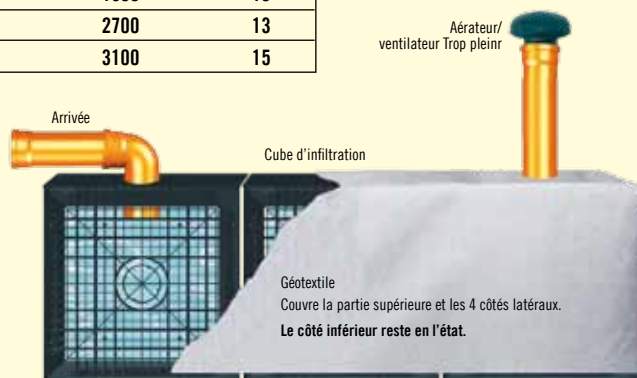 2700 13
3100 15
Aérateur/
ventilateur Trop pleinr
Arrivée
Cube d'infiltration
Géotextile
Couvre la partie supérieure et les 4 côtés latéraux.
Le côté inférieur reste en l'état.